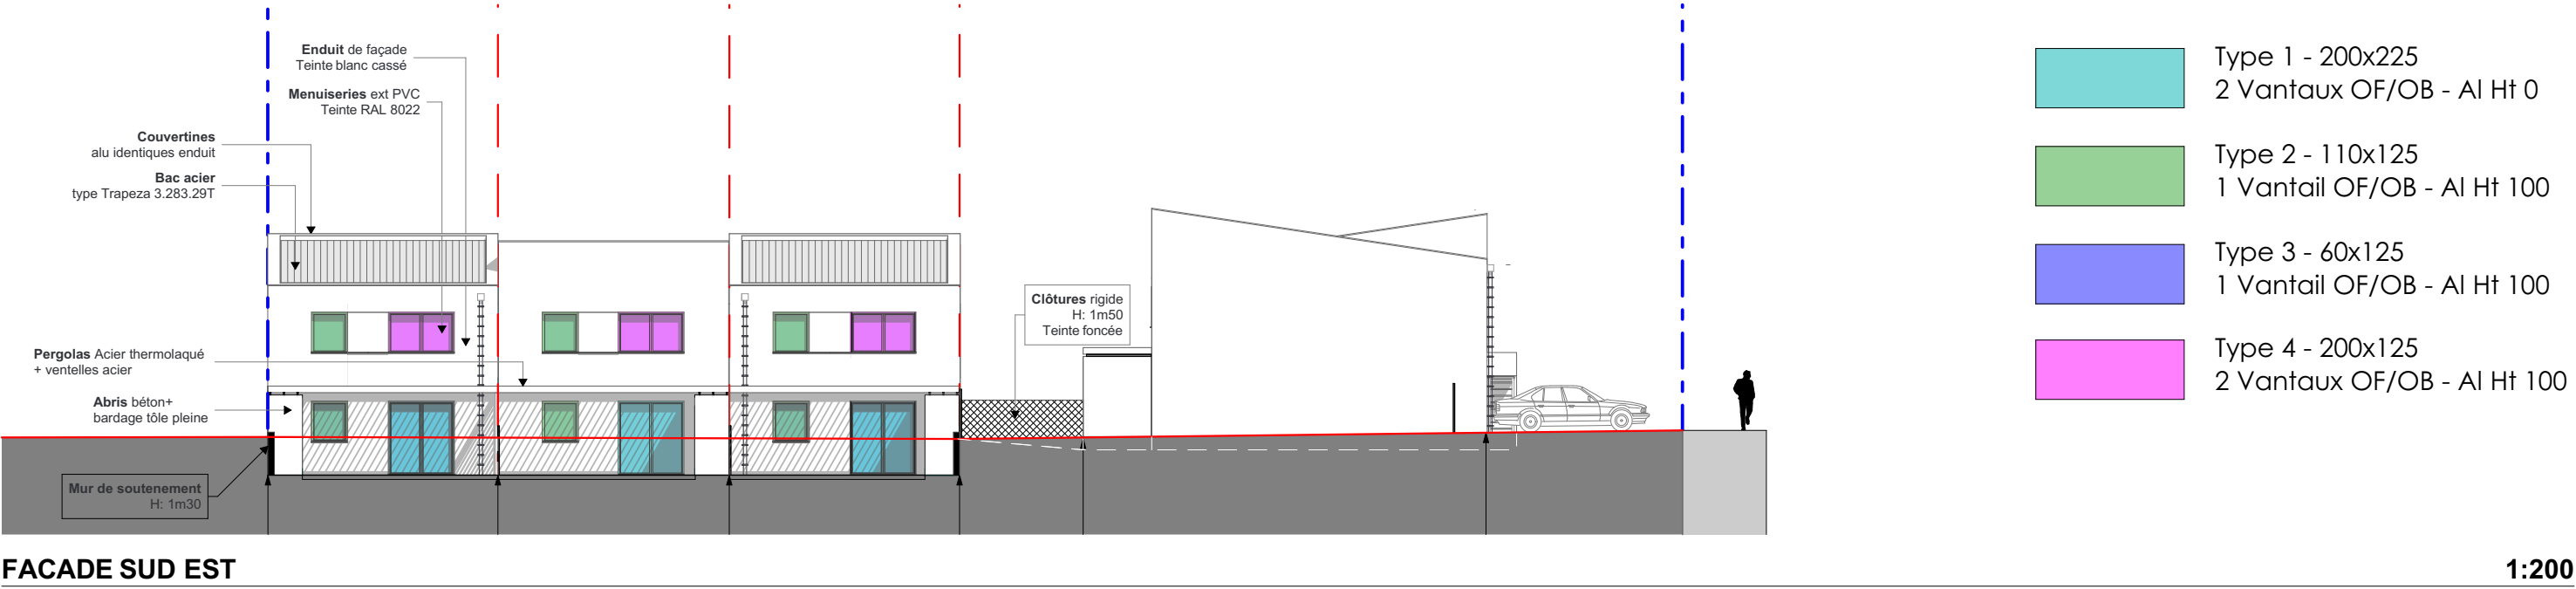 Enduit de façade
Teinte blanc cassé
Menuiseries ext PVC
Teinte RAL 8022
Couvertines
alu identiques enduit
Bac acier
type Trapeza 3.283.29T
Pergolas Acier thermolaqué
+ ventelles acier
Abris béton+
bardage tôle pleine
Mur de soutenement
H: 1m30
Clôtures rigide
H: 1m50
Teinte foncée
Type 1 - 200x225
2 Vantaux OF/OB - Al Ht 0
Type 2 - 110x125
1 Vantail OF/OB - Al Ht 100
Type 3 - 60x125
1 Vantail OF/OB - Al Ht 100
Type 4 - 200x125
2 Vantaux OF/OB - Al Ht 100
FACADE SUD EST
1:200